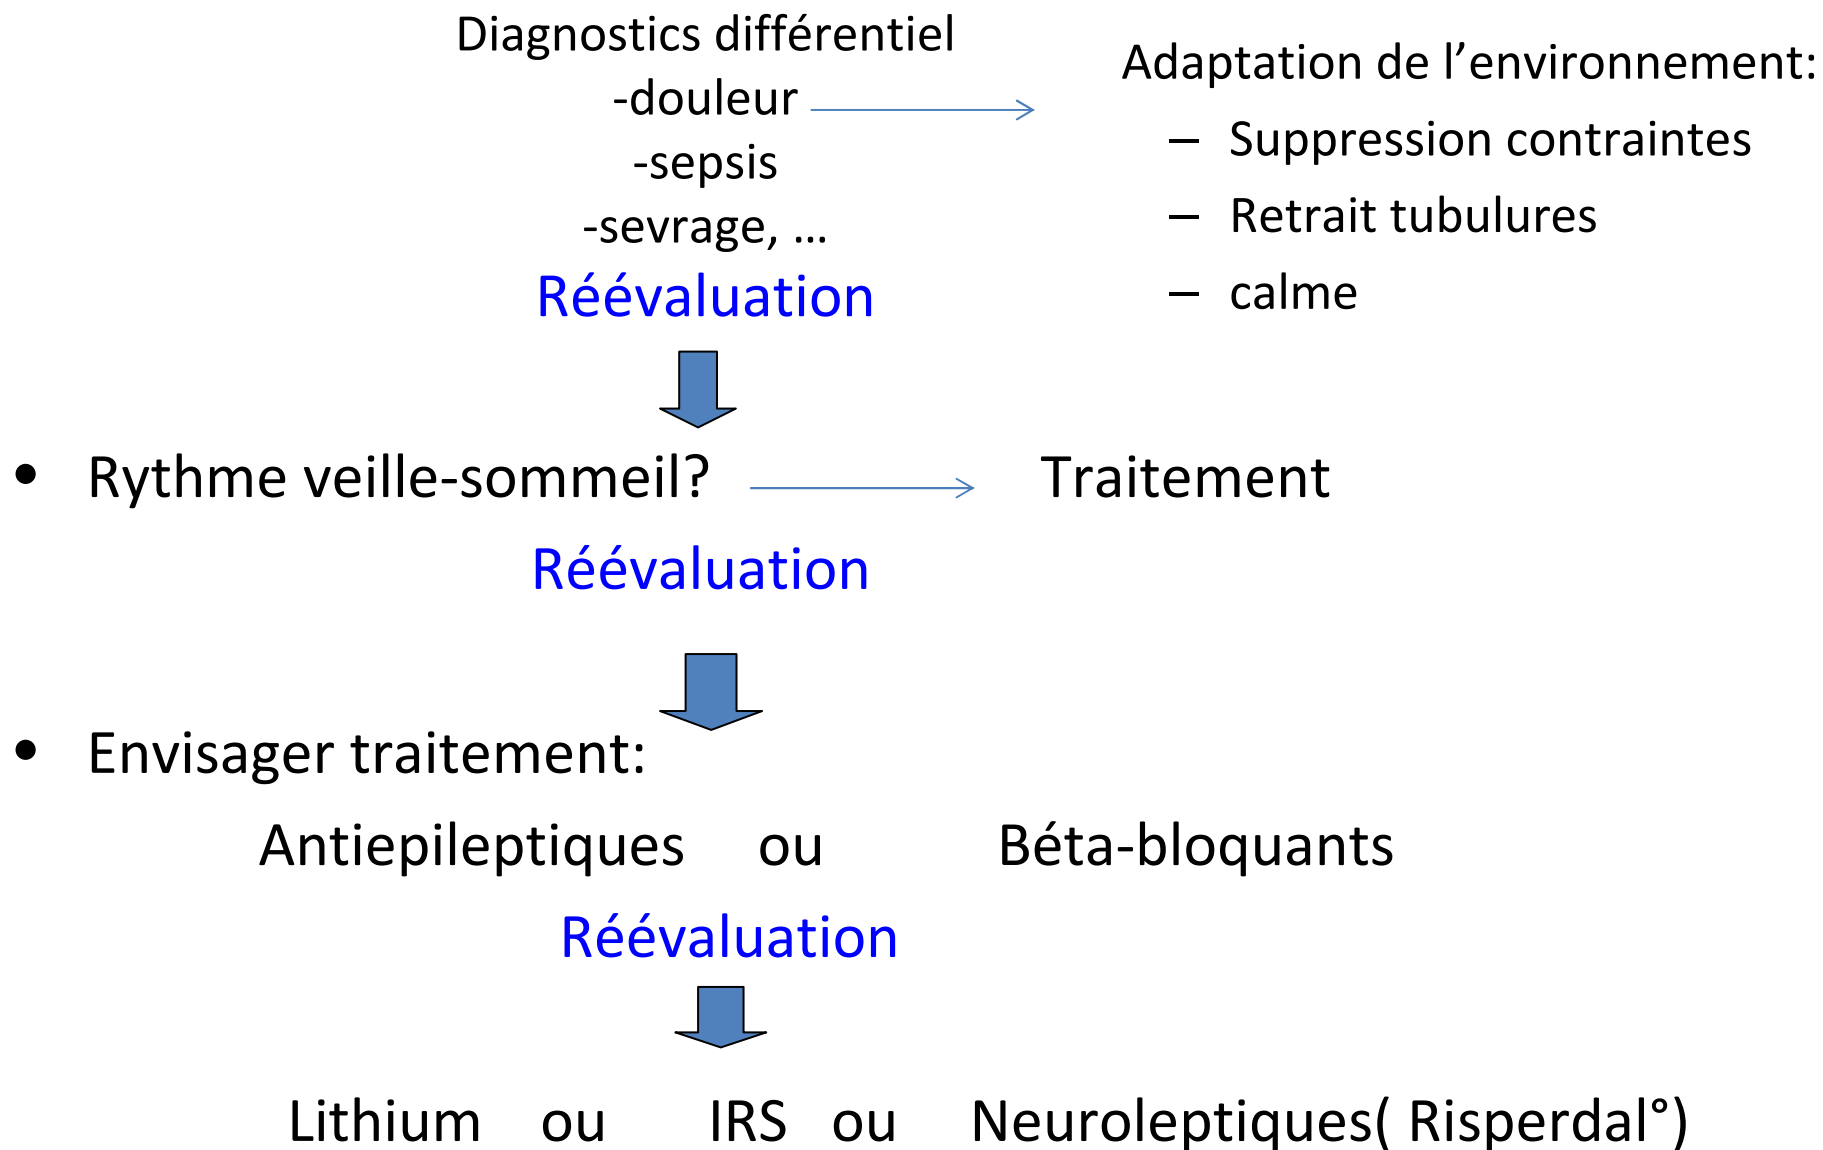 Diagnostics différentiel
-douleur
-sepsis
-sevrage, ...
Réévaluation
Adaptation de l’environnement:
– Suppression contraintes
– Retrait tubulures
– calme
• Rythme veille-sommeil? Traitement
Réévaluation
• Envisager traitement:
Antiepileptiques ou Béta-bloquants
Réévaluation
Lithium ou IRS ou Neuroleptiques( Risperdal°)